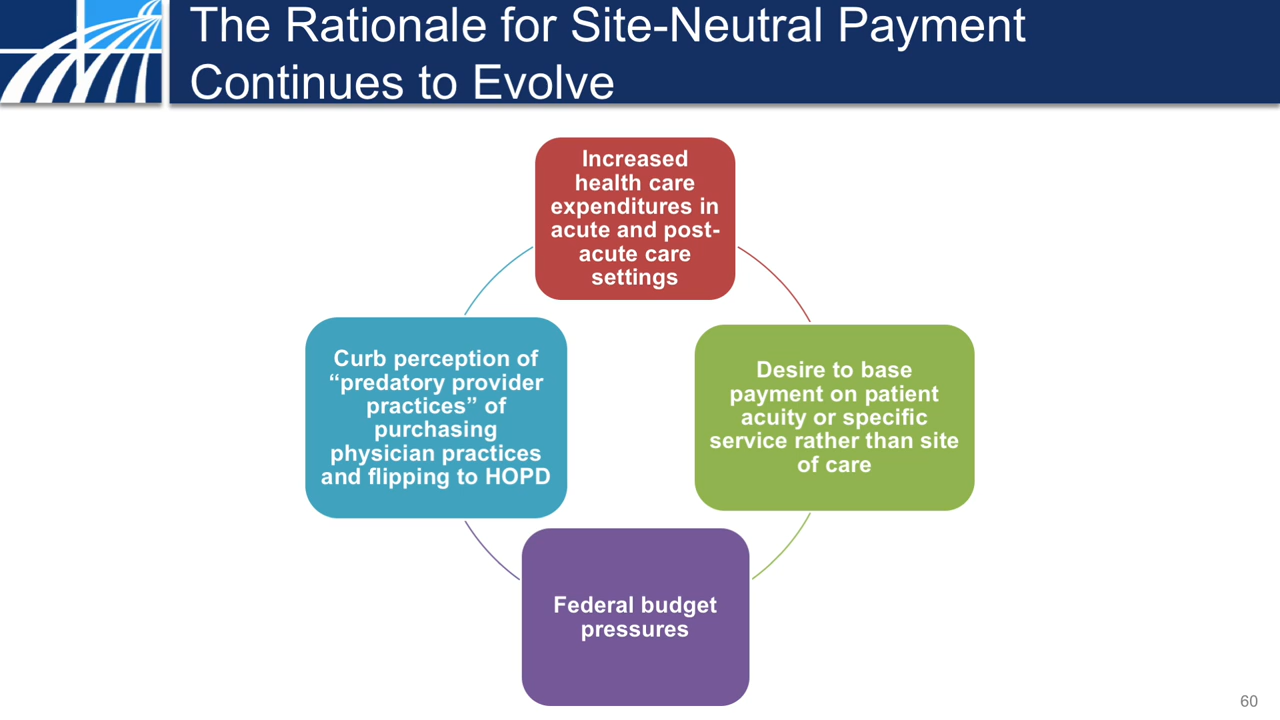 The Rationale for Site-Neutral Payment
Continues to Evolve
Increased
health care
expenditures in
acute and post-
acute care
settings
Curb perception of
“predatory provider
practices” of
purchasing
physician practices
and flipping to HOPD
Desire to base
payment on patient
acuity or specific
service rather than site
of care
Federal budget
pressures
60